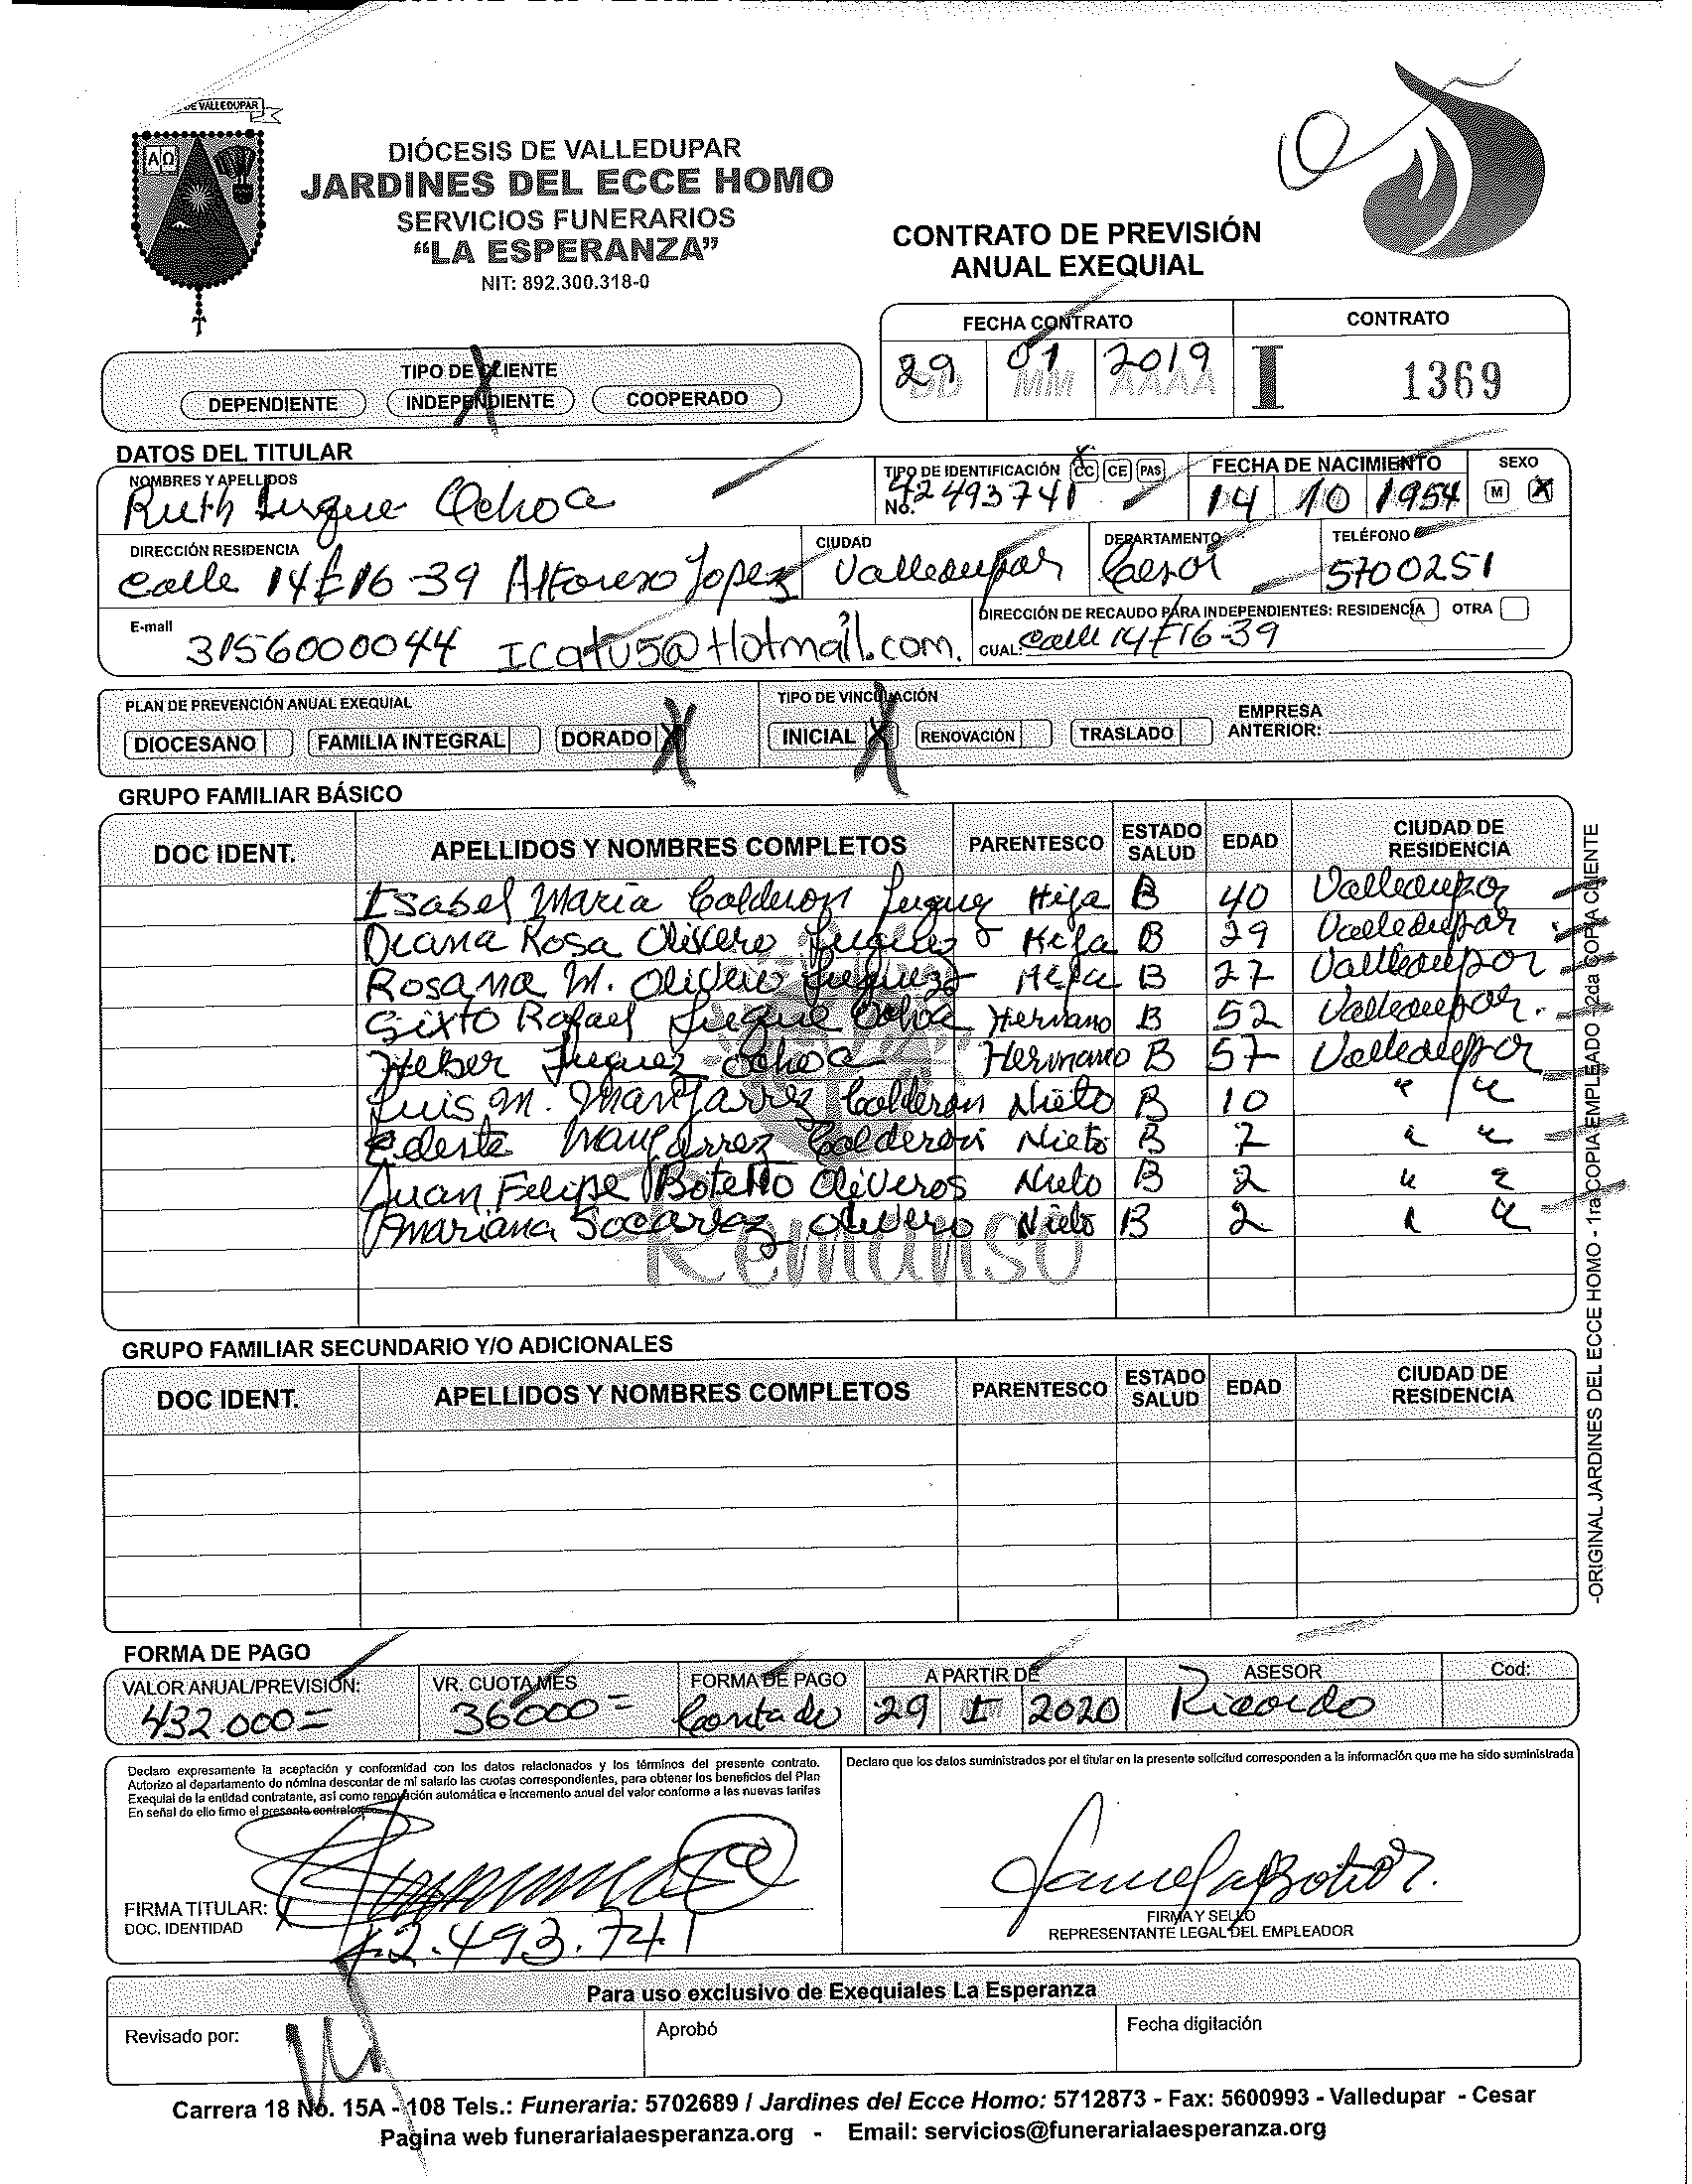 DE VALLEDUPAR
Α Ω
DIÓCESIS DE VALLEDUPAR
JARDINES DEL ECCE HOMO
SERVICIOS FUNERARIOS
“LA ESPERANZA”
NIT: 892.300.318-0
CONTRATO DE PREVISIÓN
ANUAL EXEQUIAL
FECHA CONTRATO CONTRATO
29 01 2019 I 1369
DD MM AAAA
TIPO DE CLIENTE
DEPENDIENTE INDEPENDIENTE X COOPERADO
DATOS DEL TITULAR
NOMBRES Y APELLIDOS TIPO DE IDENTIFICACIÓN CC CE PAS FECHA DE NACIMIENTO SEXO
Ruth Luque Ochoa No. 42493741 14 10 1954 M X
DIRECCIÓN RESIDENCIA CIUDAD DEPARTAMENTO TELÉFONO
Calle 14 # 16-39 Alfonso Lopez Valledupar Cesar 5700251
E-mail DIRECCIÓN DE RECAUDO PARA INDEPENDIENTES: RESIDENCIA OTRA
3156000044 Icatu5@Hotmail.com. CUAL: Calle 14 # 16-39
PLAN DE PREVENCIÓN ANUAL EXEQUIAL TIPO DE VINCULACIÓN
DIOCESANO FAMILIA INTEGRAL DORADO X INICIAL X RENOVACIÓN TRASLADO EMPRESA ANTERIOR:
GRUPO FAMILIAR BÁSICO
DOC IDENT. APELLIDOS Y NOMBRES COMPLETOS PARENTESCO ESTADO SALUD EDAD CIUDAD DE RESIDENCIA
Isabel Maria Calderon Luquez Hija B 40 Valledupar
Diana Rosa Olivero Luquez Hija B 29 Valledupar
Rosana M. Olivero Luquez Hija B 27 Valledupar
Sixto Rafael Luque Ochoa Hermano B 52 Valledupar.
Heber Luquez Ochoa Hermano B 57 Valledupar
Luis M. Manjarrez Calderon Nieto B 10 " "
Celeste Manjarrez Calderon Nieto B 7 " "
Juan Felipe Botello Oliveros Nieto B 2 " "
Mariana Socarrez Olivero Nieto B 2 " "
Remanso
GRUPO FAMILIAR SECUNDARIO Y/O ADICIONALES
DOC IDENT. APELLIDOS Y NOMBRES COMPLETOS PARENTESCO ESTADO SALUD EDAD CIUDAD DE RESIDENCIA
-ORIGINAL JARDINES DEL ECCE HOMO - 1ra COPIA EMPLEADO - 2da COPIA CLIENTE
FORMA DE PAGO
VALOR ANUAL/PREVISIÓN: VR. CUOTA MES FORMA DE PAGO A PARTIR DE ASESOR Cod:
432.000= 36000= Contado 29 I 2020 Ricardo
Declaro expresamente la aceptación y conformidad con los datos relacionados y los términos del presente contrato.
Autorizo al departamento de nómina descontar de mi salario las cuotas correspondientes, para obtener los beneficios del Plan
Exequial de la entidad contratante, así como renovación automática e incremento anual del valor conforme a las nuevas tarifas
En señal de ello firmo el presente contrato
Declaro que los datos suministrados por el titular en la presente solicitud corresponden a la información que me ha sido suministrada
FIRMA TITULAR:
DOC. IDENTIDAD
42.493.741
FIRMA Y SELLO
REPRESENTANTE LEGAL DEL EMPLEADOR
Para uso exclusivo de Exequiales La Esperanza
Revisado por: Aprobó Fecha digitación
Carrera 18 No. 15A - 108 Tels.: Funeraria: 5702689 / Jardines del Ecce Homo: 5712873 - Fax: 5600993 - Valledupar - Cesar
Pagina web funerarialaesperanza.org - Email: servicios@funerarialaesperanza.org